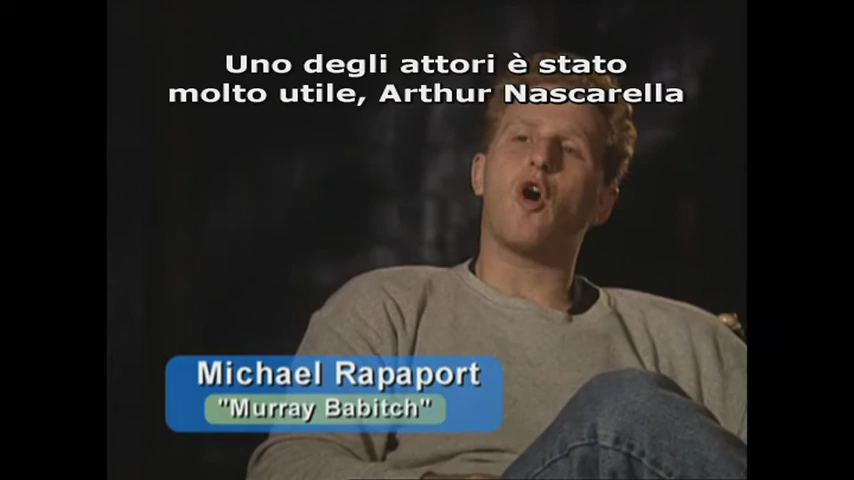 Uno degli attori è stato
molto utile, Arthur Nascarella
Michael Rapaport
"Murray Babitch"